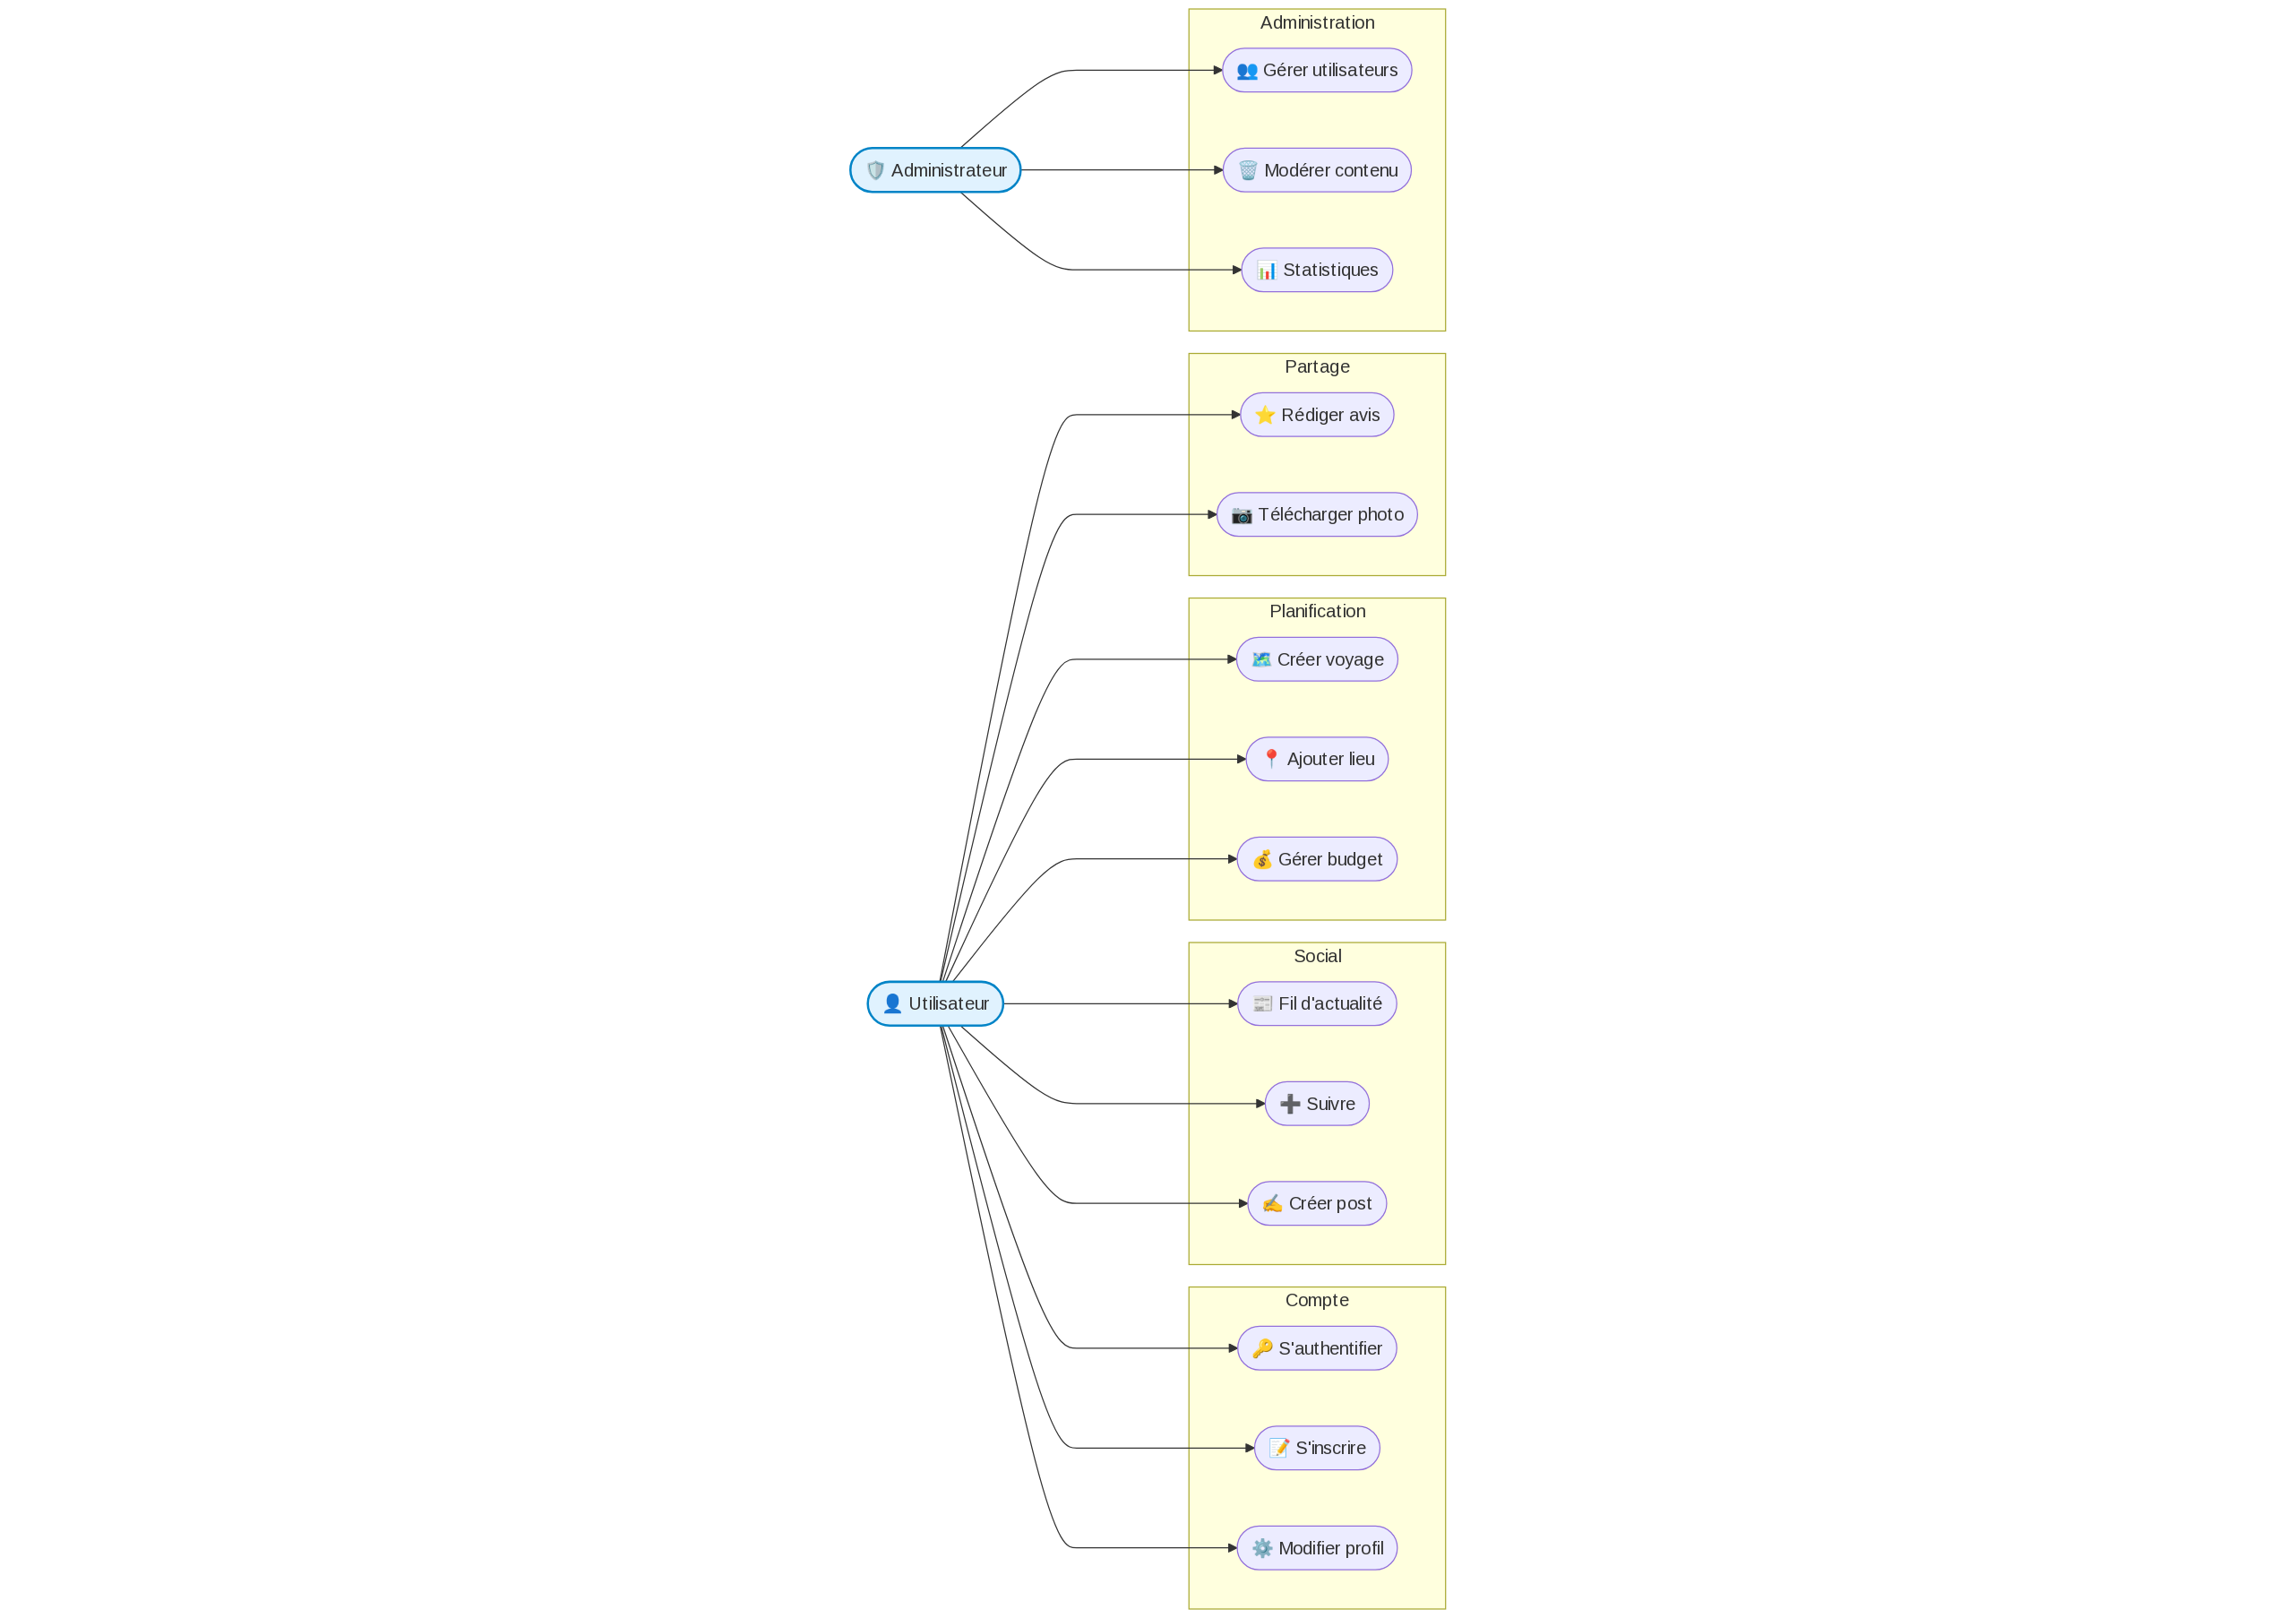 Administration
👥 Gérer utilisateurs
🛡️ Administrateur
🗑️ Modérer contenu
📊 Statistiques
Partage
⭐ Rédiger avis
📷 Télécharger photo
Planification
🗺️ Créer voyage
📍 Ajouter lieu
💰 Gérer budget
Social
👤 Utilisateur
📰 Fil d'actualité
➕ Suivre
✍️ Créer post
Compte
🔑 S'authentifier
📝 S'inscrire
⚙️ Modifier profil